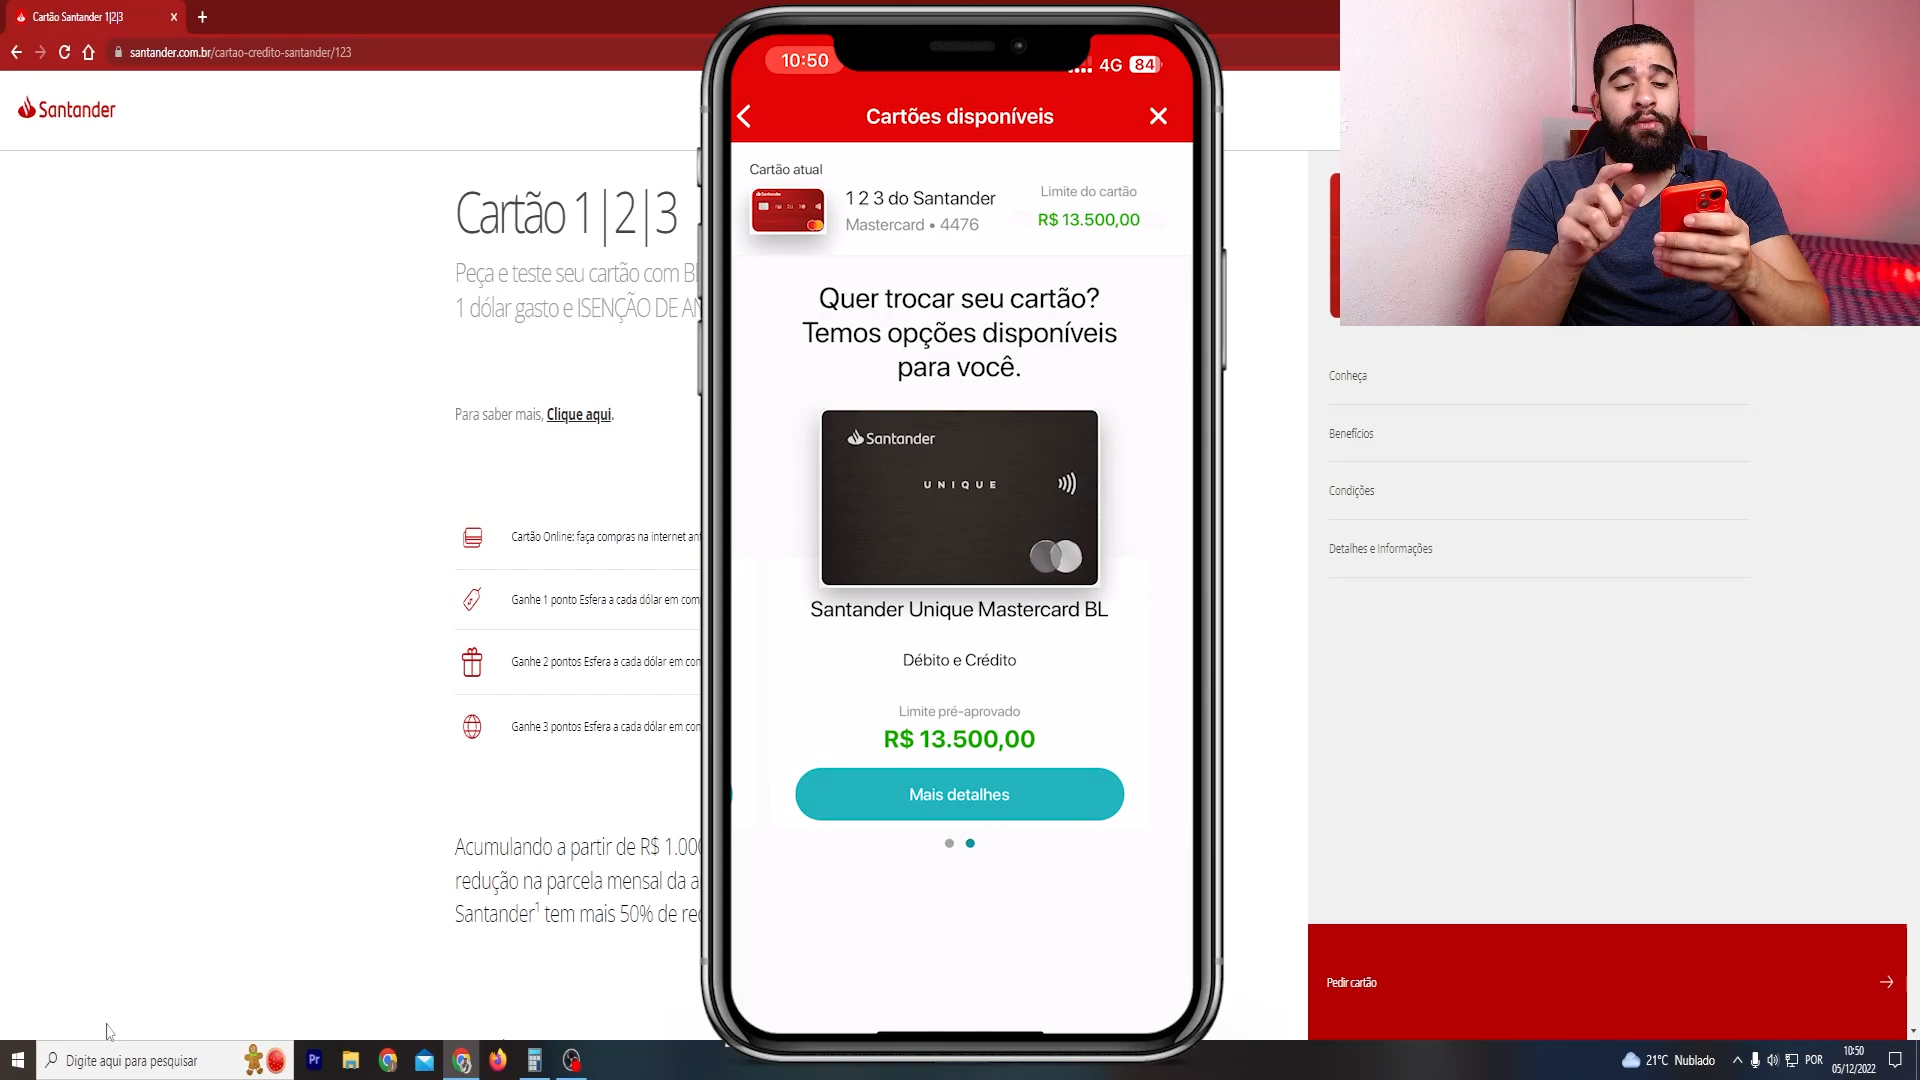 Cartão Santander 1|2|3
santander.com.br/cartao-credito-santander/123
Santander
Cartão 1|2|3
Peça e teste seu cartão com
1 dólar gasto e ISENÇÃO DE
Para saber mais, Clique aqui.
Cartão Online: faça compras na internet
Ganhe 1 ponto Esfera a cada dólar em
Ganhe 2 pontos Esfera a cada dólar em
Ganhe 3 pontos Esfera a cada dólar em
Acumulando a partir de R$
redução na parcela mensal da
Santander¹ tem mais 50% de
10:50
4G 84
Cartões disponíveis
Cartão atual
Santander
1 2 3 do Santander
Mastercard • 4476
Limite do cartão
R$ 13.500,00
Quer trocar seu cartão?
Temos opções disponíveis
para você.
Santander
UNIQUE
Santander Unique Mastercard BL
Débito e Crédito
Limite pré-aprovado
R$ 13.500,00
Mais detalhes
Conheça
Benefícios
Condições
Detalhes e Informações
Pedir cartão
Digite aqui para pesquisar
Pr
21°C Nublado
POR
10:50
05/12/2022